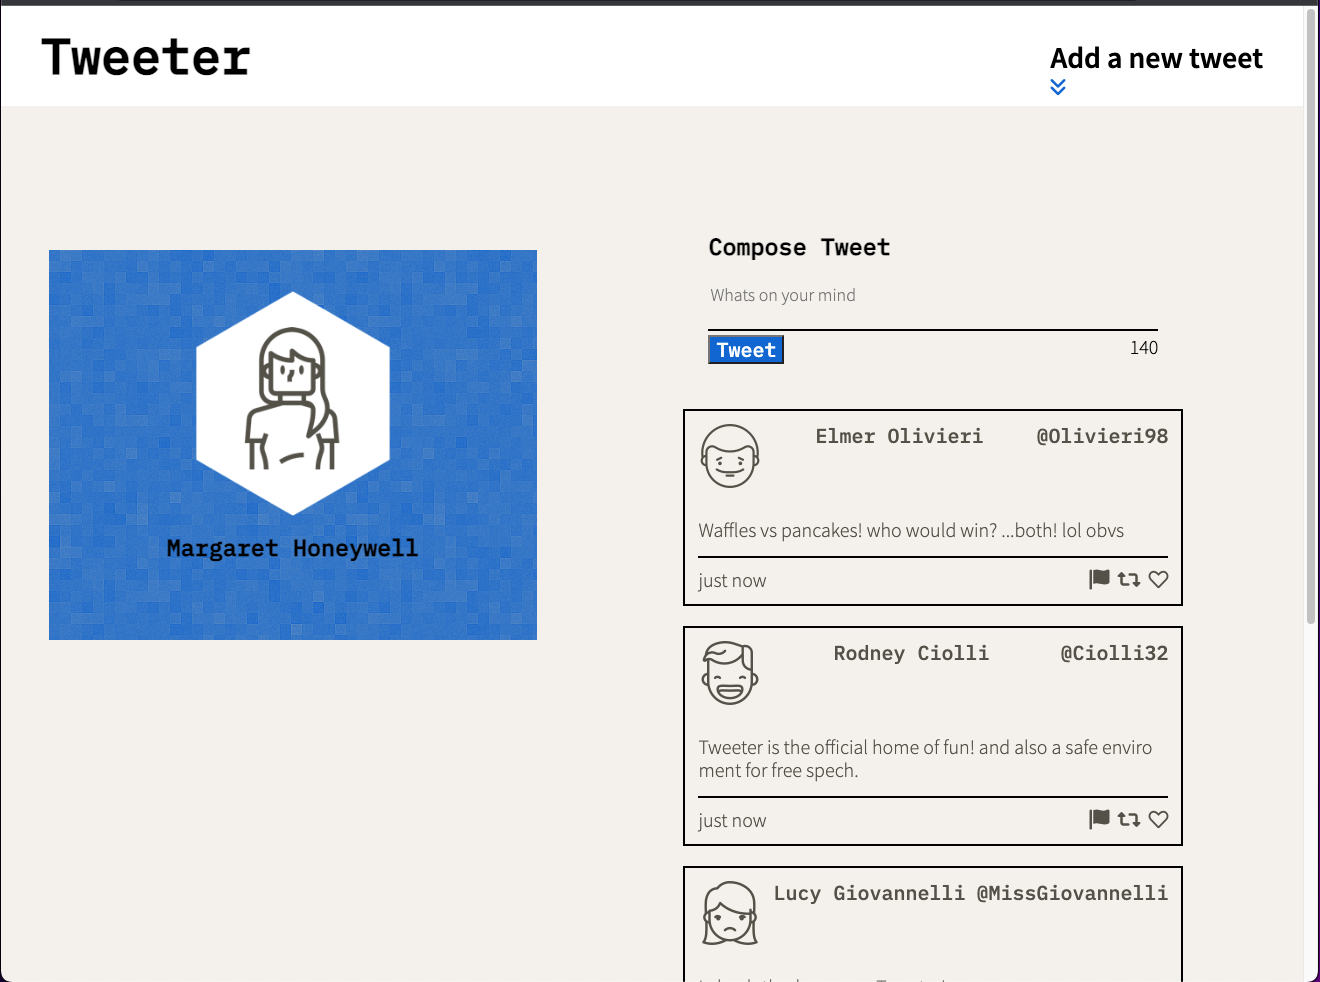 Tweeter
Add a new tweet
Margaret Honeywell
Compose Tweet
Whats on your mind
Tweet
140
Elmer Olivieri @Olivieri98
Waffles vs pancakes! who would win? ...both! lol obvs
just now
Rodney Ciolli @Ciolli32
Tweeter is the official home of fun! and also a safe enviro
ment for free spech.
just now
Lucy Giovannelli @MissGiovannelli